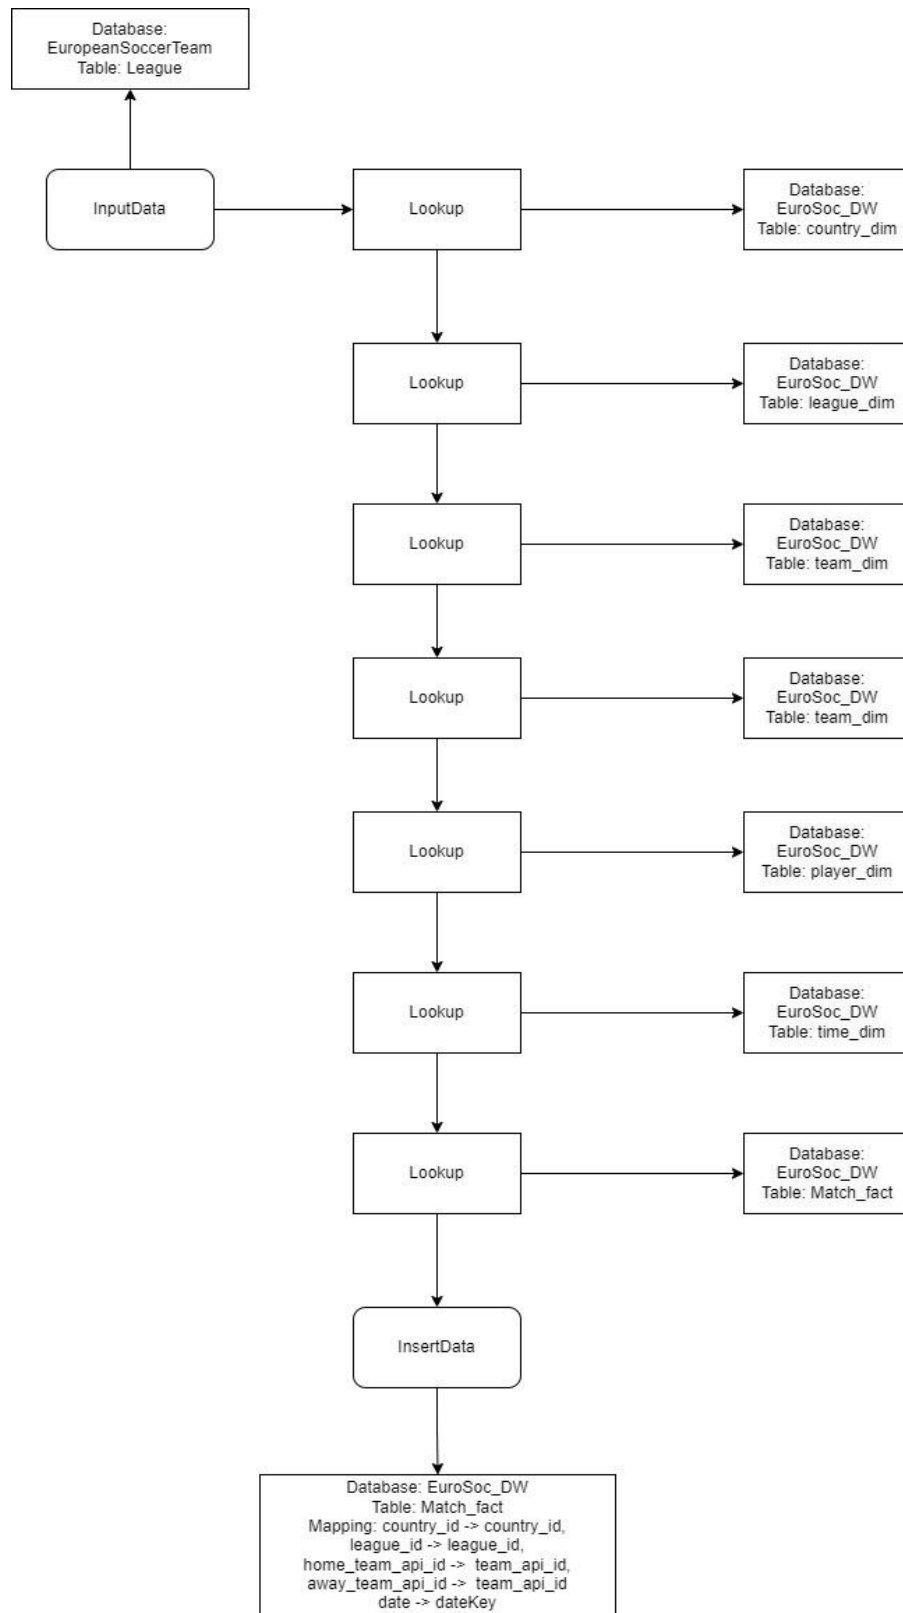 Database:
EuropeanSoccerTeam
Table: League
InputData
Lookup
Database:
EuroSoc_DW
Table: country_dim
Lookup
Database:
EuroSoc_DW
Table: league_dim
Lookup
Database:
EuroSoc_DW
Table: team_dim
Lookup
Database:
EuroSoc_DW
Table: team_dim
Lookup
Database:
EuroSoc_DW
Table: player_dim
Lookup
Database:
EuroSoc_DW
Table: time_dim
Lookup
Database:
EuroSoc_DW
Table: Match_fact
InsertData
Database: EuroSoc_DW
Table: Match_fact
Mapping: country_id -> country_id,
league_id -> league_id,
home_team_api_id -> team_api_id,
away_team_api_id -> team_api_id
date -> dateKey